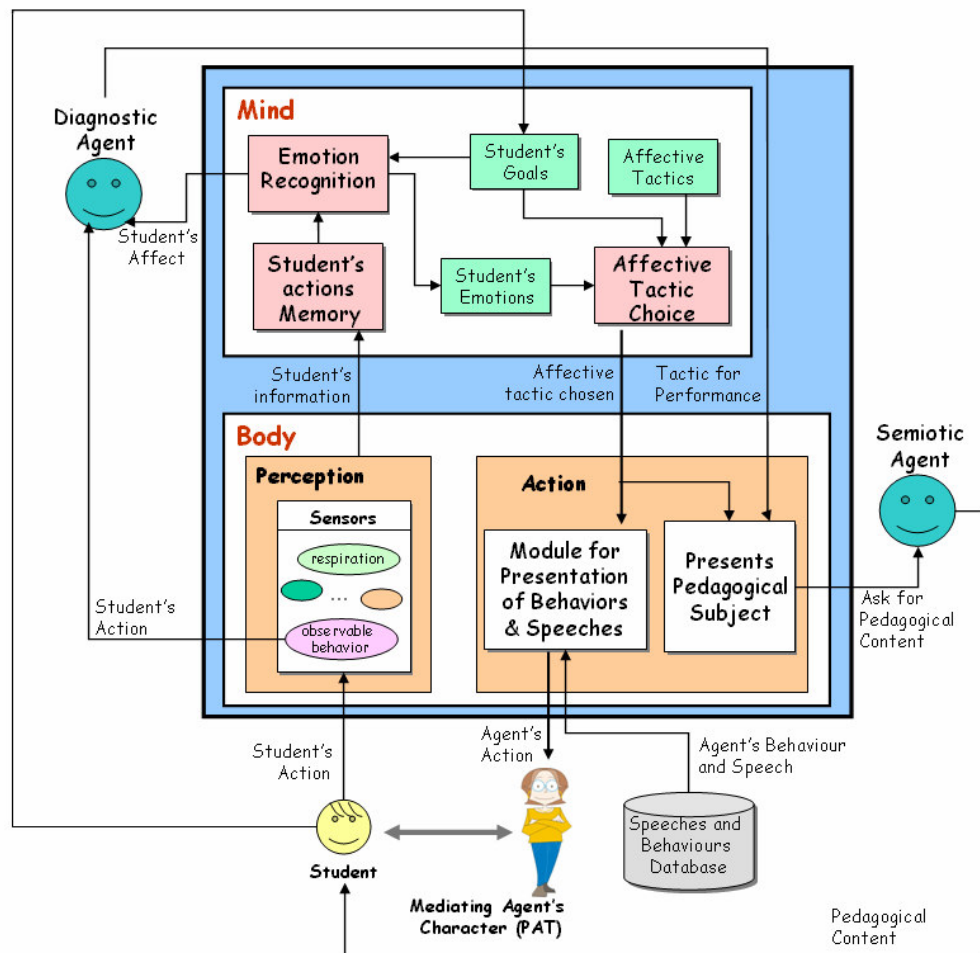 Mind
Diagnostic
Agent
Emotion
Recognition
Student's
Goals
Affective
Tactics
Student's
Affect
Student's
actions
Memory
Student's
Emotions
Affective
Tactic
Choice
Student's
information
Affective
tactic chosen
Tactic for
Performance
Body
Semiotic
Agent
Perception
Action
Sensors
respiration
...
observable
behavior
Module for
Presentation
of Behaviors
& Speeches
Presents
Pedagogical
Subject
Student's
Action
Ask for
Pedagogical
Content
Student's
Action
Agent's
Action
Agent's Behaviour
and Speech
Speeches and
Behaviours
Database
Student
Mediating Agent's
Character (PAT)
Pedagogical
Content